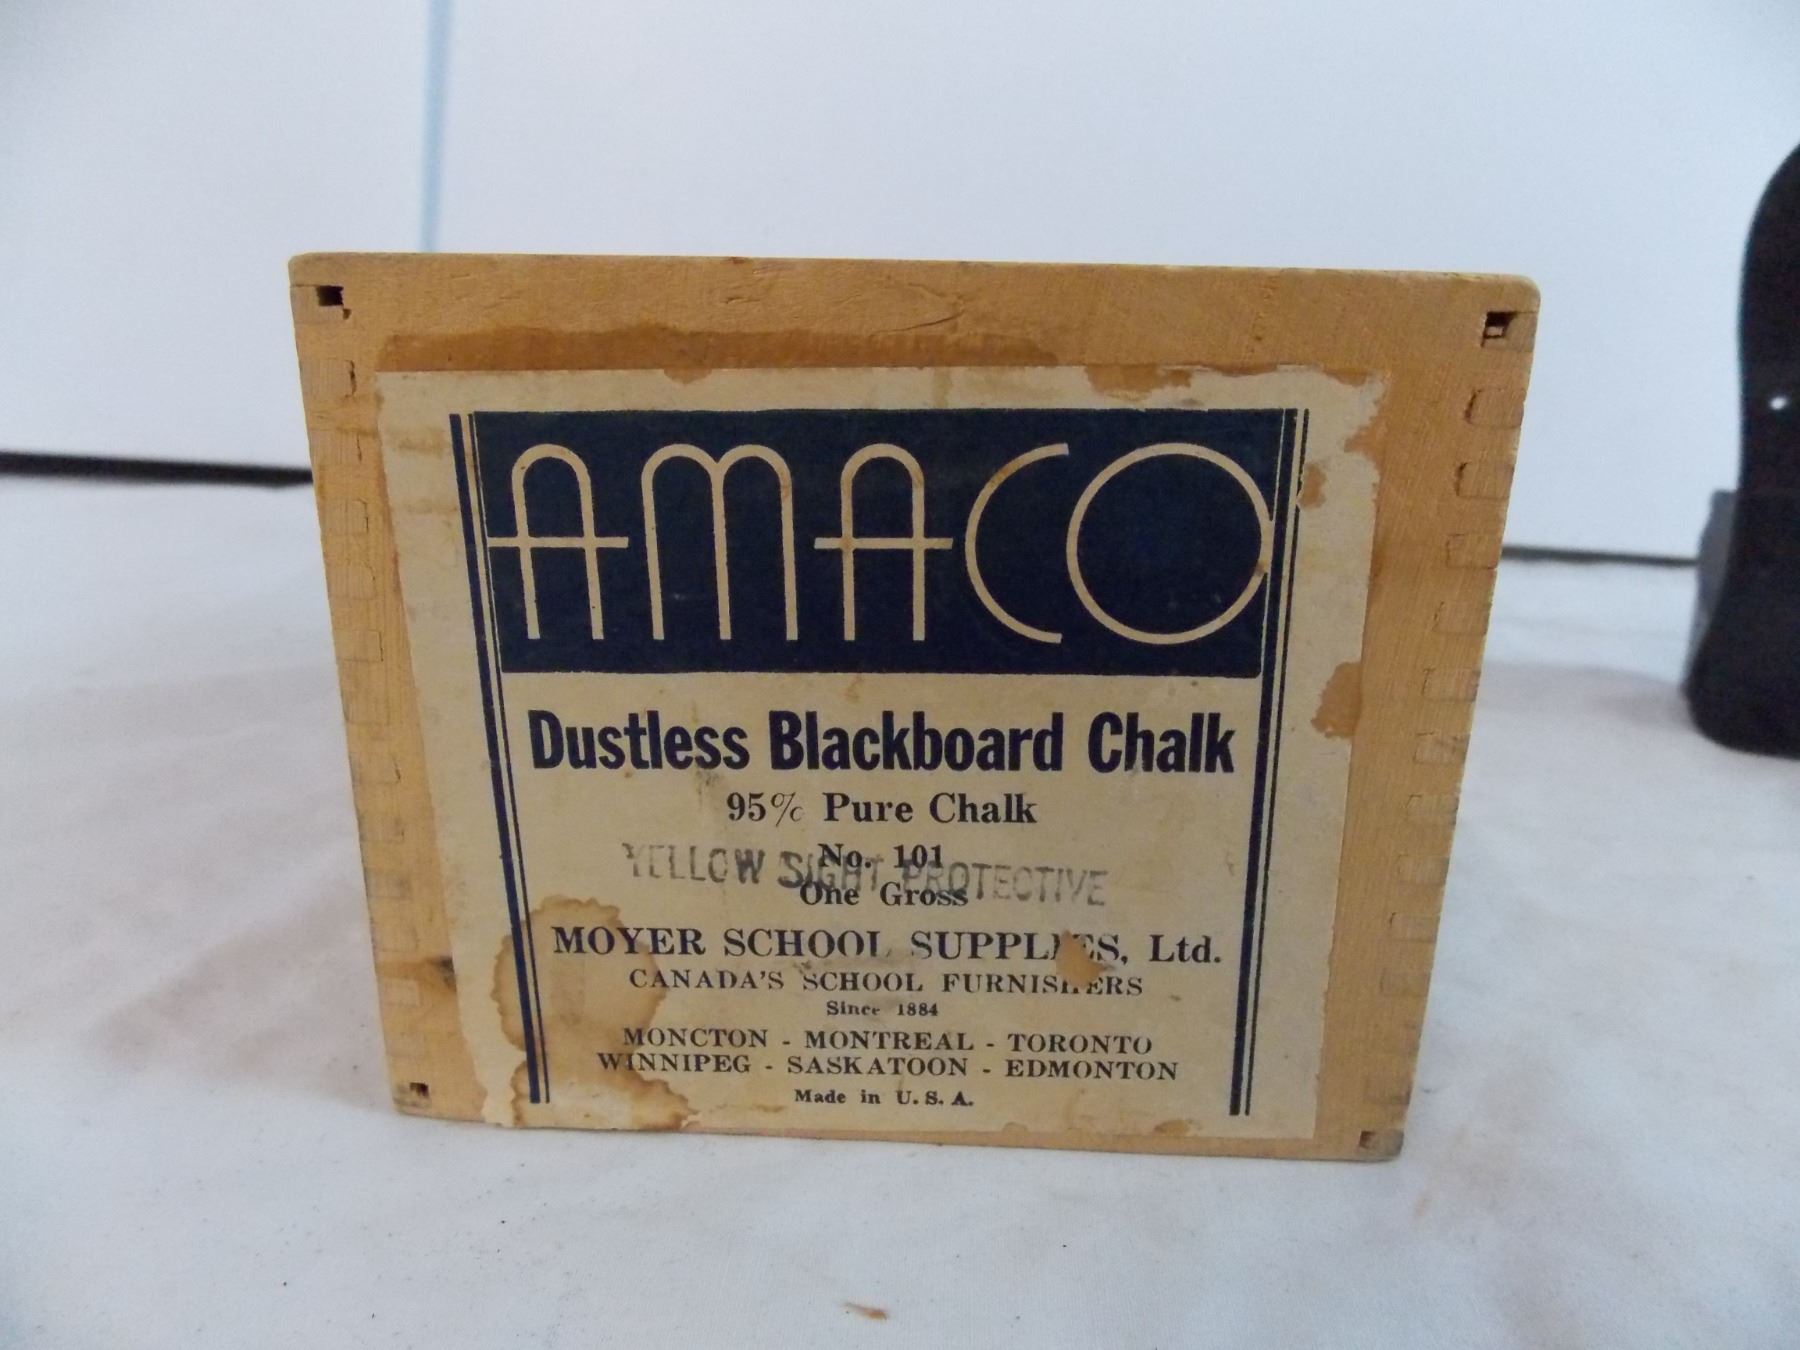 AMACO
Dustless Blackboard Chalk
95% Pure Chalk
No. 101
YELLOW SIGHT PROTECTIVE
One Gross
MOYER SCHOOL SUPPLIES, Ltd.
CANADA'S SCHOOL FURNISHERS
Since 1884
MONCTON - MONTREAL - TORONTO
WINNIPEG - SASKATOON - EDMONTON
Made in U. S. A.